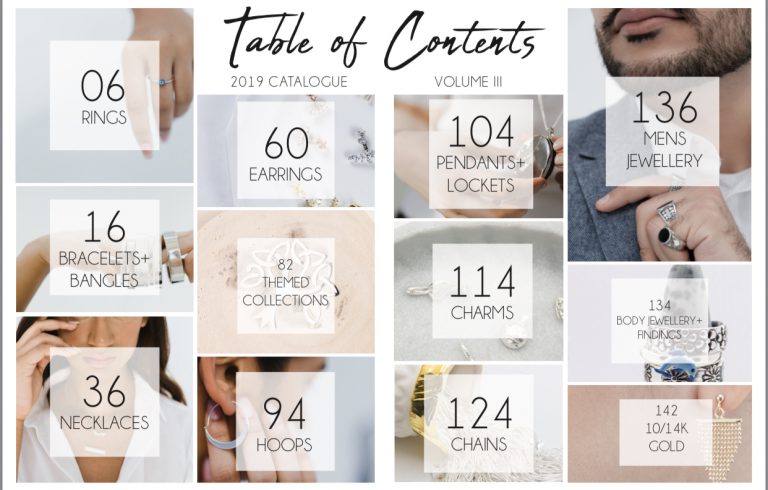 Table of Contents
2019 CATALOGUE
VOLUME III
06
RINGS
16
BRACELETS+
BANGLES
36
NECKLACES
60
EARRINGS
82
THEMED
COLLECTIONS
94
HOOPS
104
PENDANTS+
LOCKETS
114
CHARMS
124
CHAINS
136
MENS
JEWELLERY
134
BODY JEWELLERY+
FINDINGS
142
10/14K
GOLD